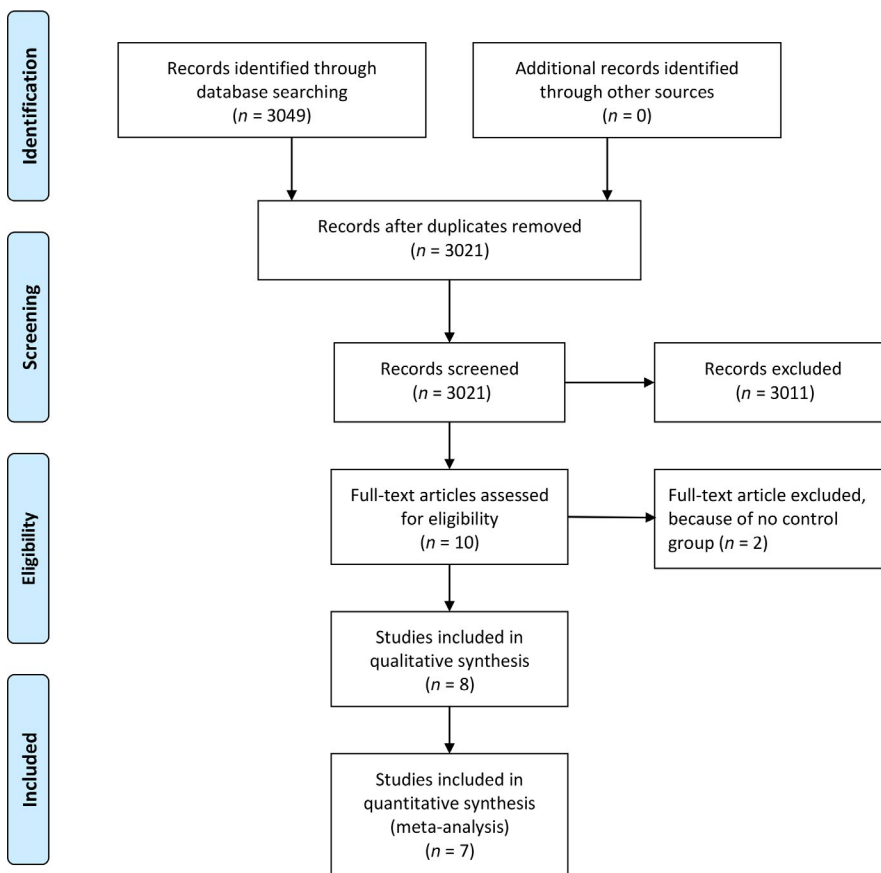 Identification
Records identified through
database searching
(n = 3049)
Additional records identified
through other sources
(n = 0)
Records after duplicates removed
(n = 3021)
Screening
Records screened
(n = 3021)
Records excluded
(n = 3011)
Eligibility
Full-text articles assessed
for eligibility
(n = 10)
Full-text article excluded,
because of no control
group (n = 2)
Studies included in
qualitative synthesis
(n = 8)
Included
Studies included in
quantitative synthesis
(meta-analysis)
(n = 7)